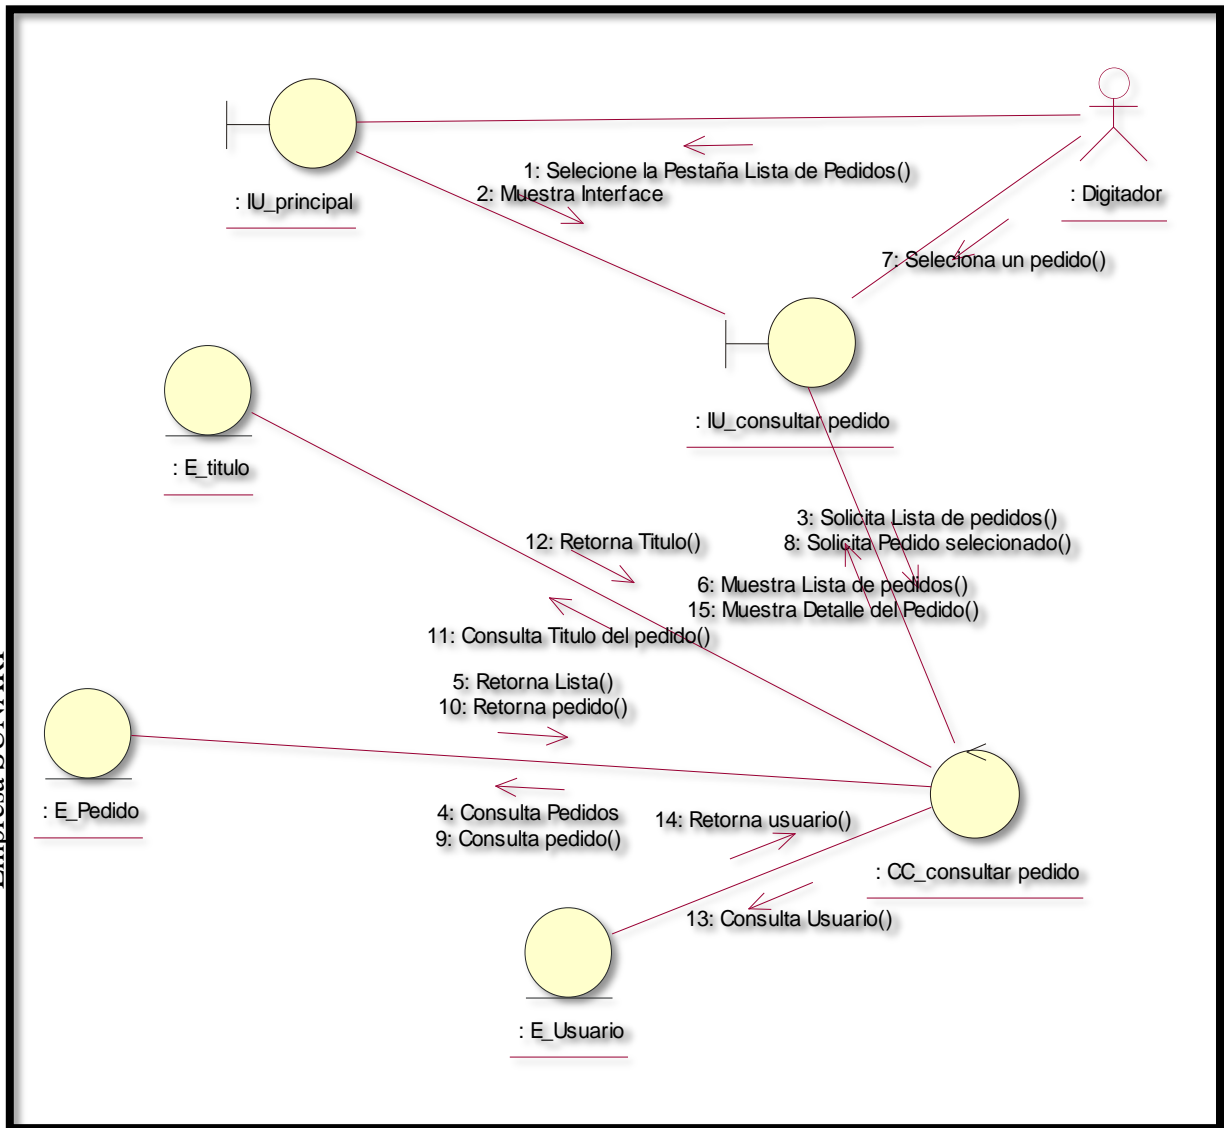 1: Selecione la Pestaña Lista de Pedidos()
2: Muestra Interface
: IU_principal
: Digitador
7: Seleciona un pedido()
: IU_consultar pedido
: E_titulo
3: Solicita Lista de pedidos()
8: Solicita Pedido selecionado()
12: Retorna Titulo()
6: Muestra Lista de pedidos()
15: Muestra Detalle del Pedido()
11: Consulta Titulo del pedido()
5: Retorna Lista()
10: Retorna pedido()
: E_Pedido
4: Consulta Pedidos
9: Consulta pedido()
14: Retorna usuario()
: CC_consultar pedido
13: Consulta Usuario()
: E_Usuario